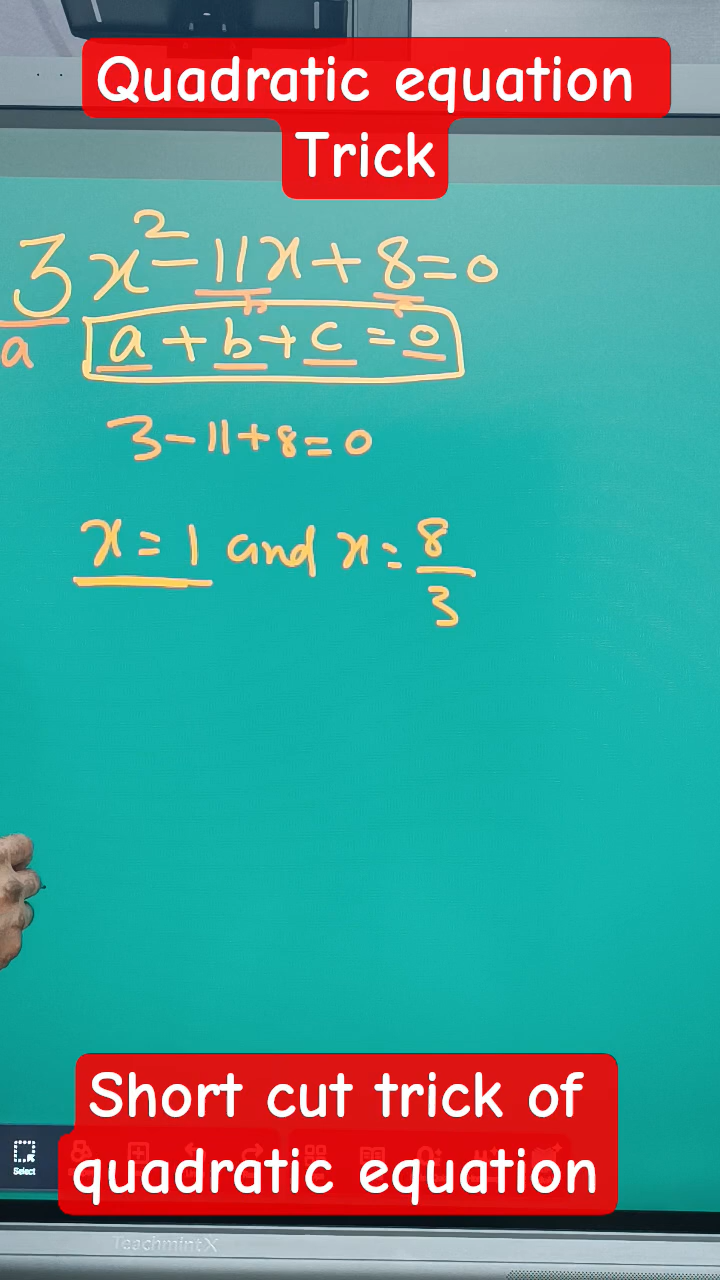 Quadratic equation
Trick
3x²-11x+8=0
a b c
a+b+c=0
3-11+8=0
x=1 and x=8/3
Short cut trick of
quadratic equation
Select
TeachmintX